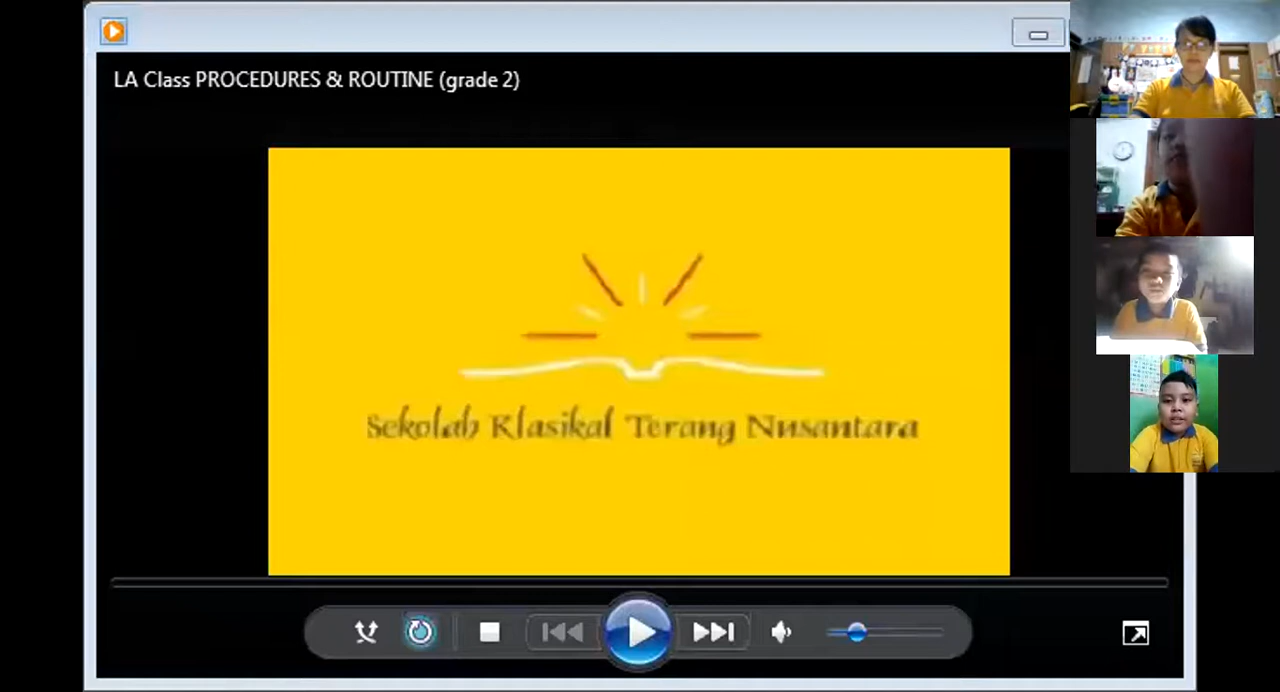 LA Class PROCEDURES & ROUTINE (grade 2)
Sekolah Klasikal Terang Nusantara